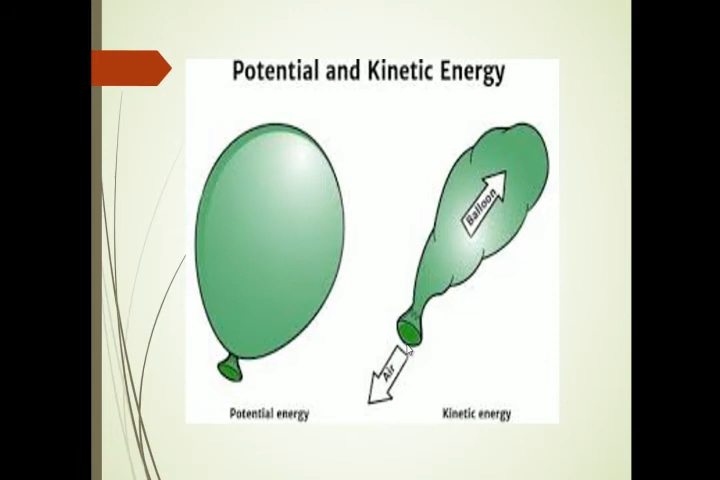 Potential and Kinetic Energy
Balloon
Air
Potential energy
Kinetic energy